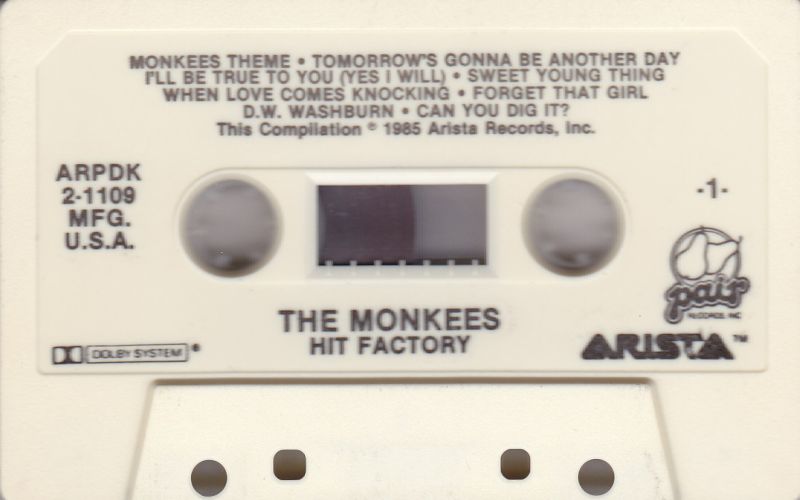 MONKEES THEME • TOMORROW'S GONNA BE ANOTHER DAY
I'LL BE TRUE TO YOU (YES I WILL) • SWEET YOUNG THING
WHEN LOVE COMES KNOCKING • FORGET THAT GIRL
D.W. WASHBURN • CAN YOU DIG IT?
This Compilation ℗ 1985 Arista Records, Inc.
ARPDK
2-1109
MFG.
U.S.A.
-1-
pair
RECORDS, INC
THE MONKEES
HIT FACTORY
DOLBY SYSTEM ®
ARISTA™